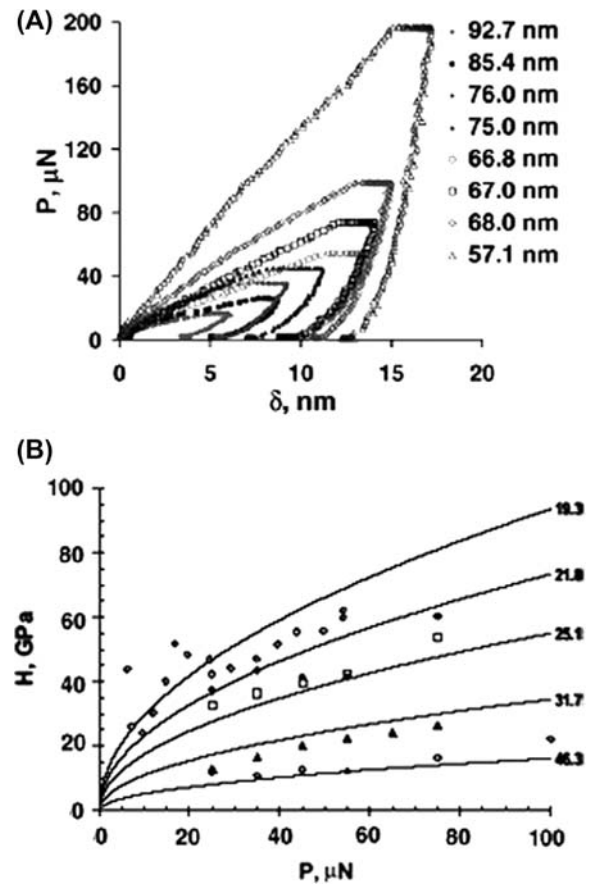 (A)
200
160
120
80
40
0
P, μN
0 5 10 15 20
δ, nm
92.7 nm
85.4 nm
76.0 nm
75.0 nm
66.8 nm
67.0 nm
68.0 nm
57.1 nm
(B)
100
80
60
40
20
0
H, GPa
0 20 40 60 80 100
P, μN
19.3
21.8
25.1
31.7
46.3